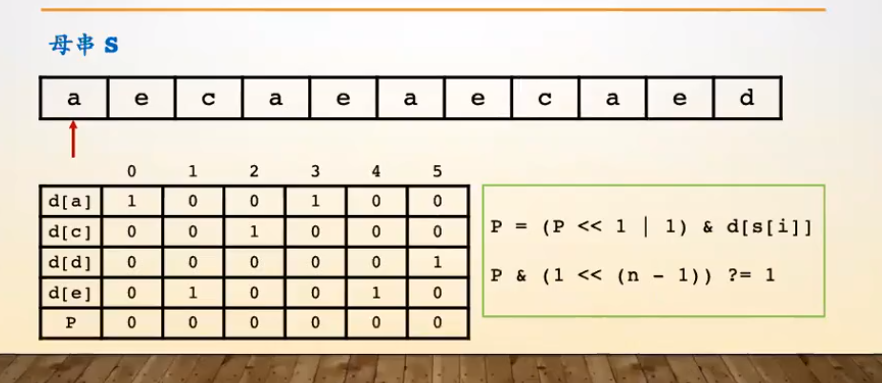 母串 S
a e c a e a e c a e d
0 1 2 3 4 5
d[a] 1 0 0 1 0 0
d[c] 0 0 1 0 0 0
d[d] 0 0 0 0 0 1
d[e] 0 1 0 0 1 0
P 0 0 0 0 0 0
P = (P << 1 | 1) & d[s[i]]
P & (1 << (n - 1)) ?= 1